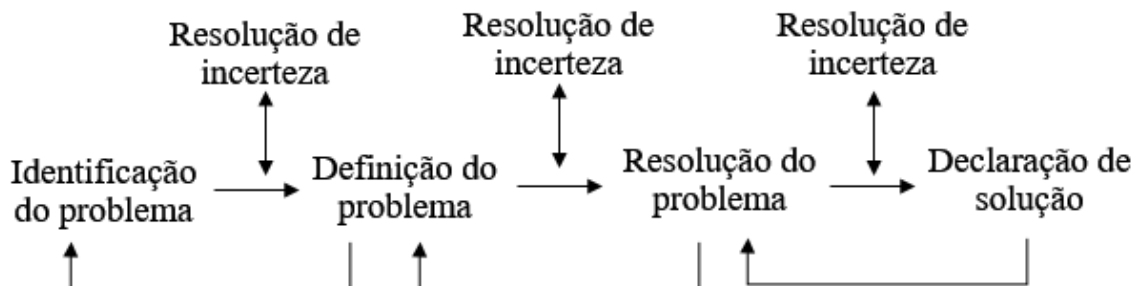 Resolução de
incerteza
Resolução de
incerteza
Resolução de
incerteza
Identificação
do problema
Definição do
problema
Resolução do
problema
Declaração de
solução